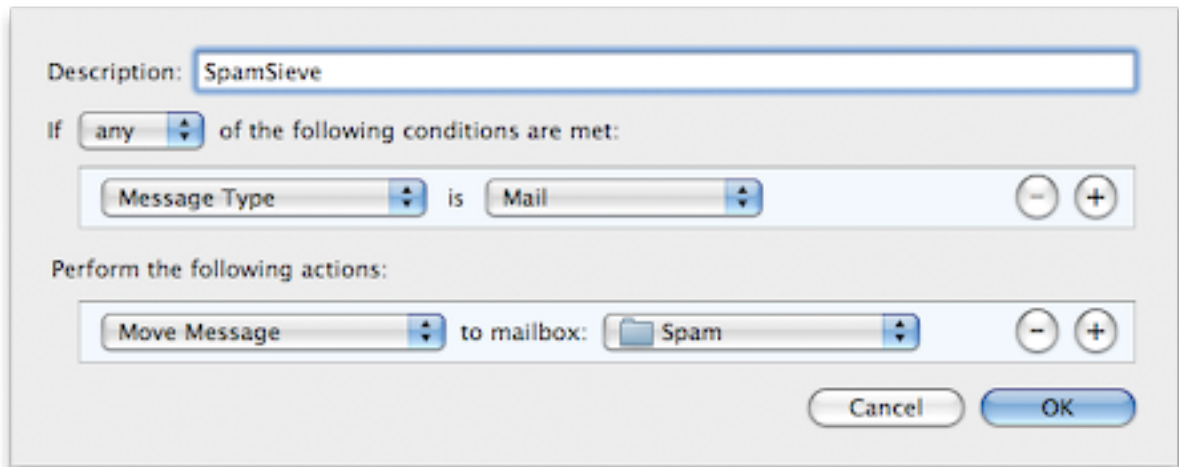 Description: SpamSieve
If any of the following conditions are met:
Message Type is Mail
Perform the following actions:
Move Message to mailbox: Spam
Cancel OK